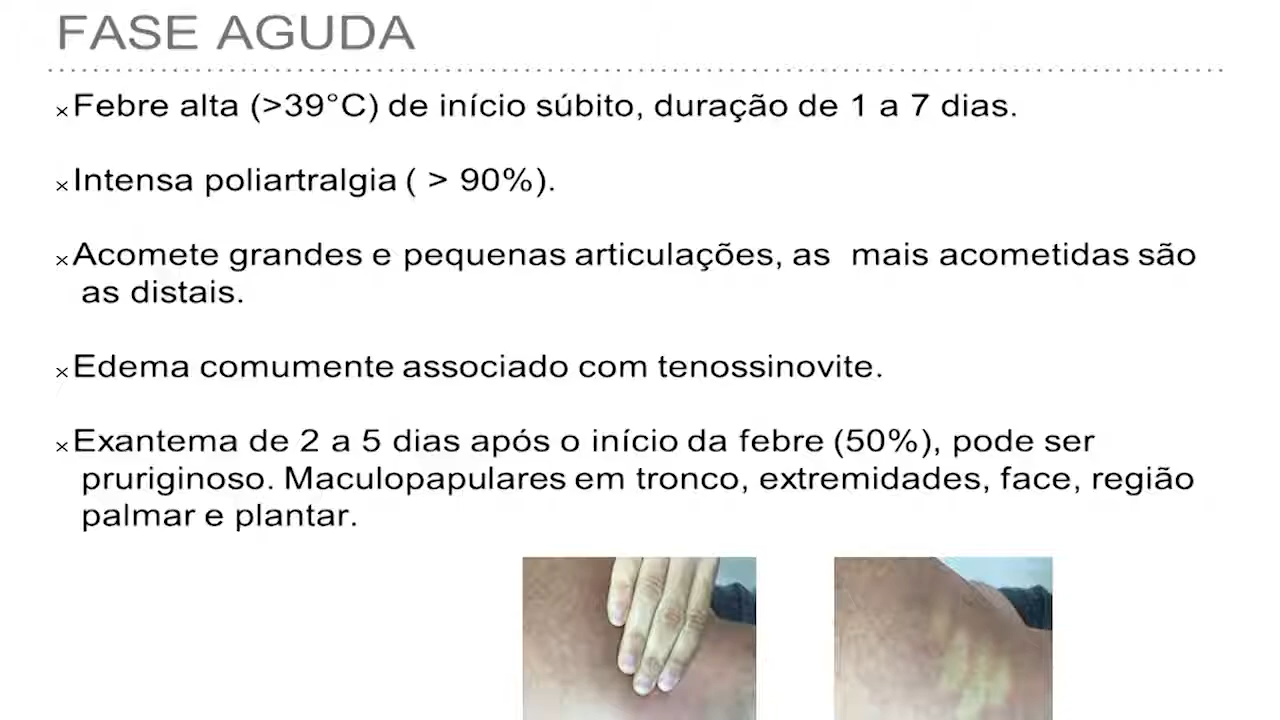 FASE AGUDA
×Febre alta (>39°C) de início súbito, duração de 1 a 7 dias.
×Intensa poliartralgia ( > 90%).
×Acomete grandes e pequenas articulações, as mais acometidas são
as distais.
×Edema comumente associado com tenossinovite.
×Exantema de 2 a 5 dias após o início da febre (50%), pode ser
pruriginoso. Maculopapulares em tronco, extremidades, face, região
palmar e plantar.